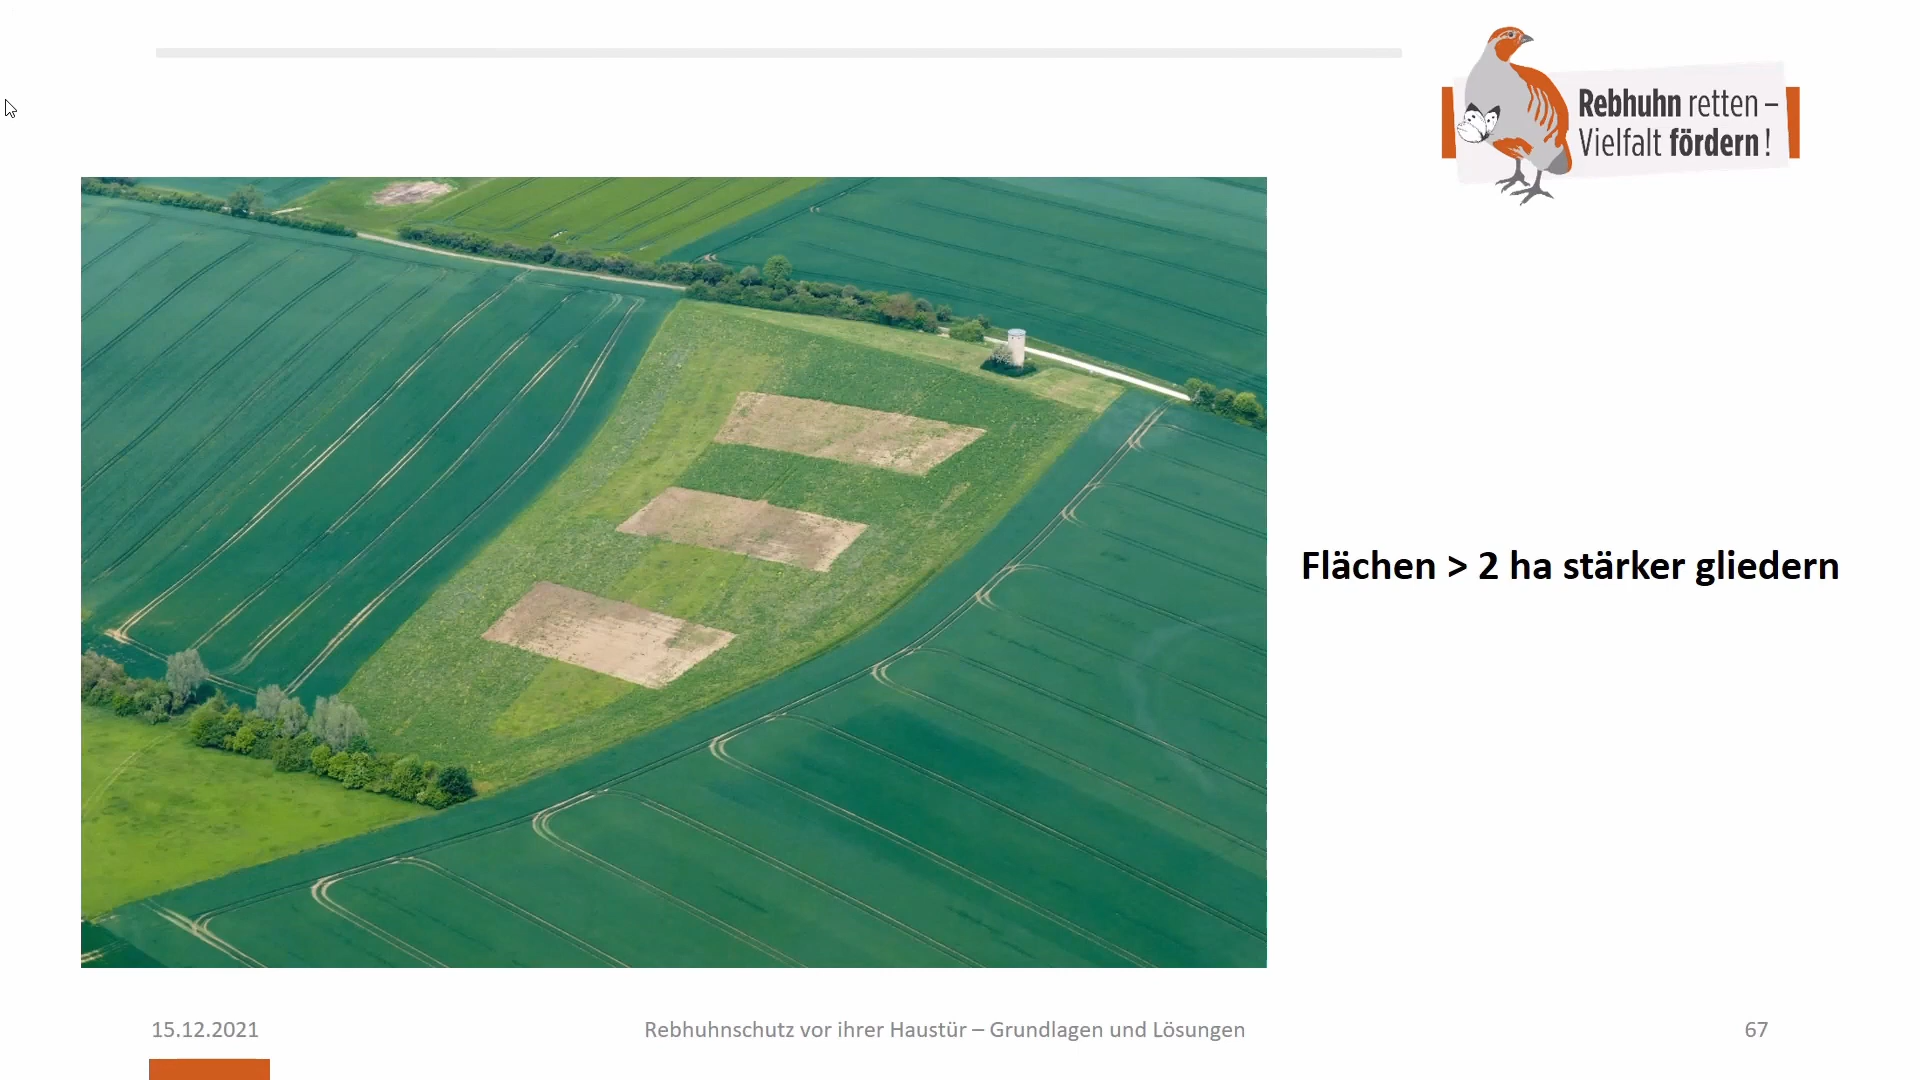 Rebhuhn retten –
Vielfalt fördern!
Flächen > 2 ha stärker gliedern
15.12.2021
Rebhuhnschutz vor ihrer Haustür – Grundlagen und Lösungen
67